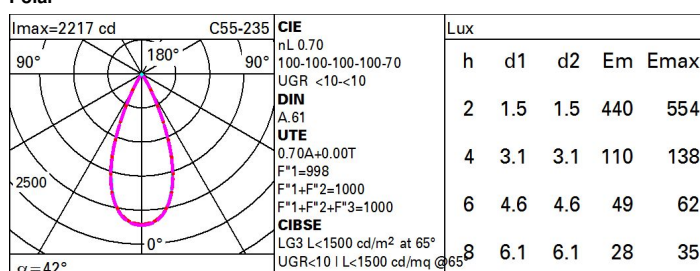 Imax=2217 cd
C55-235
90°
180°
90°
2500
0°
α=42°
CIE
nL 0.70
100-100-100-100-70
UGR <10-<10
DIN
A.61
UTE
0.70A+0.00T
F"1=998
F"1+F"2=1000
F"1+F"2+F"3=1000
CIBSE
LG3 L<1500 cd/m² at 65°
UGR<10 | L<1500 cd/mq @65°
Lux
h d1 d2 Em Emax
2 1.5 1.5 440 554
4 3.1 3.1 110 138
6 4.6 4.6 49 62
8 6.1 6.1 28 35